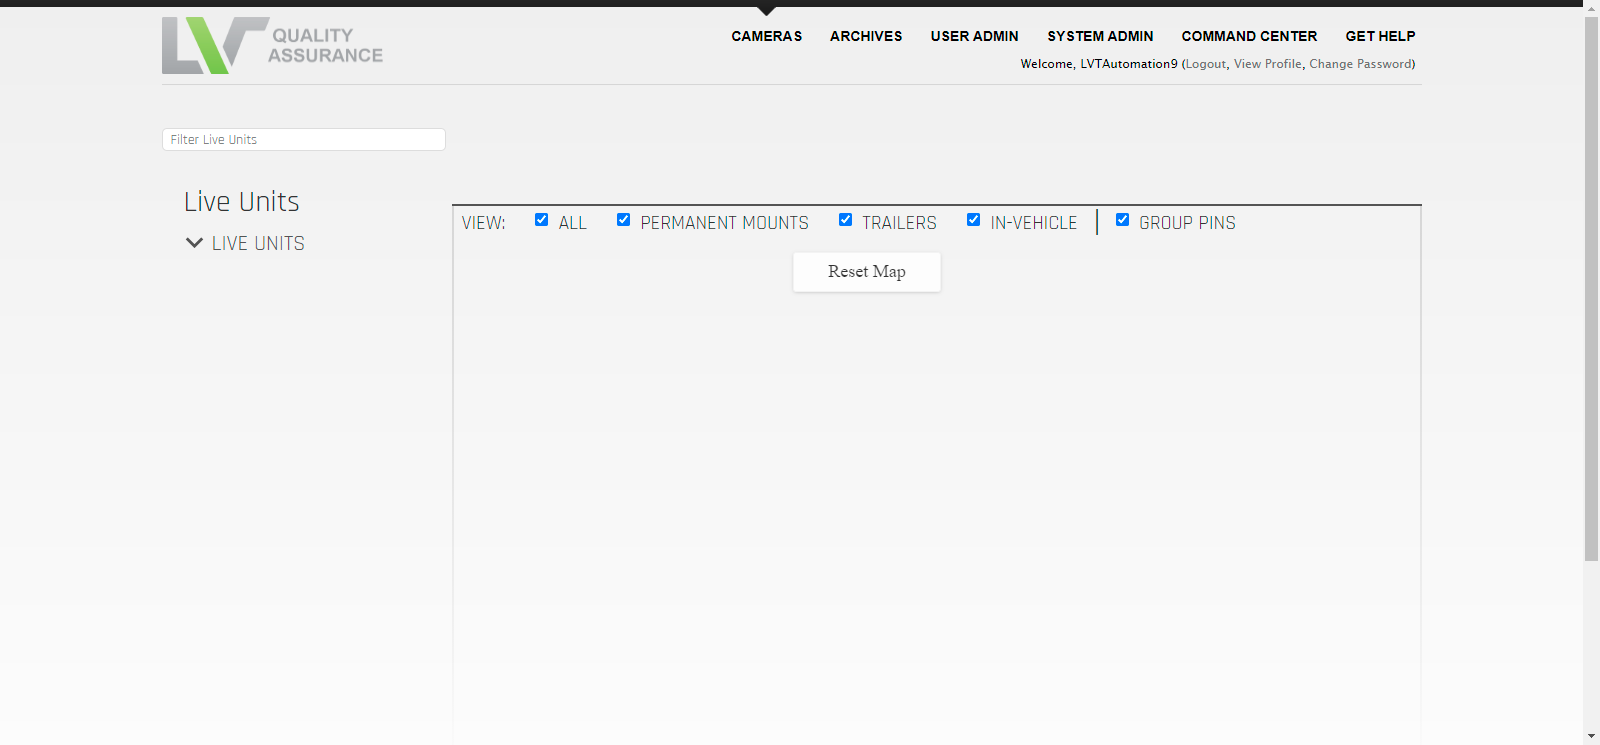 LVT QUALITY ASSURANCE
CAMERAS ARCHIVES USER ADMIN SYSTEM ADMIN COMMAND CENTER GET HELP
Welcome, LVTAutomation9 (Logout, View Profile, Change Password)
Filter Live Units
Live Units
LIVE UNITS
VIEW: ALL PERMANENT MOUNTS TRAILERS IN-VEHICLE GROUP PINS
Reset Map